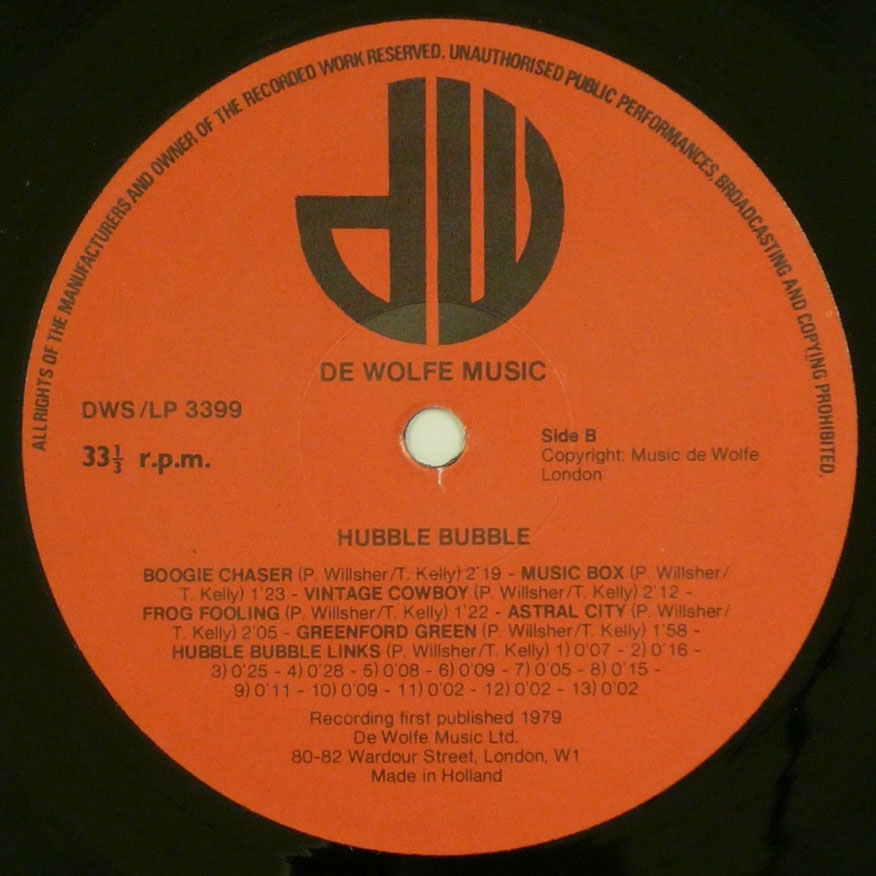 ALL RIGHTS OF THE MANUFACTURERS AND OWNER OF THE RECORDED WORK RESERVED. UNAUTHORISED PUBLIC PERFORMANCES, BROADCASTING AND COPYING PROHIBITED.
dw
DE WOLFE MUSIC
DWS/LP 3399
33⅓ r.p.m.
Side B
Copyright: Music de Wolfe
London
HUBBLE BUBBLE
BOOGIE CHASER (P. Willsher/T. Kelly) 2'19 - MUSIC BOX (P. Willsher/
T. Kelly) 1'23 - VINTAGE COWBOY (P. Willsher/T. Kelly) 2'12 -
FROG FOOLING (P. Willsher/T. Kelly) 1'22 - ASTRAL CITY (P. Willsher/
T. Kelly) 2'05 - GREENFORD GREEN (P. Willsher/T. Kelly) 1'58 -
HUBBLE BUBBLE LINKS (P. Willsher/T. Kelly) 1) 0'07 - 2) 0'16 -
3) 0'25 - 4) 0'28 - 5) 0'08 - 6) 0'09 - 7) 0'05 - 8) 0'15 -
9) 0'11 - 10) 0'09 - 11) 0'02 - 12) 0'02 - 13) 0'02
Recording first published 1979
De Wolfe Music Ltd.
80-82 Wardour Street, London, W1
Made in Holland